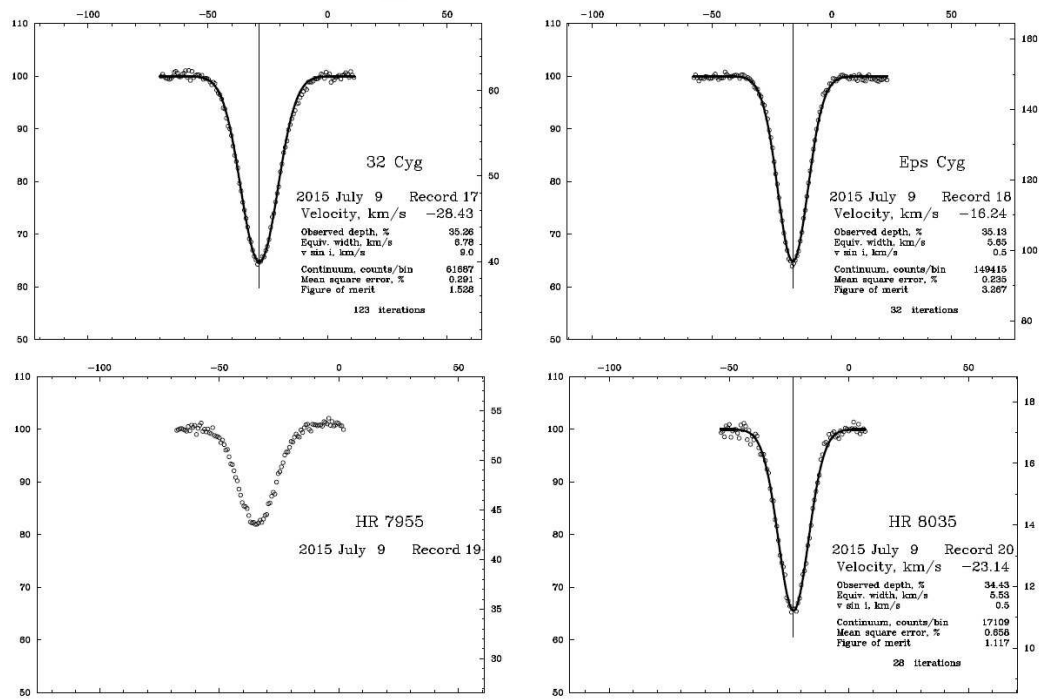 −100 −50 0 50
110
100
90
80
70
60
50
60
50
40
32 Cyg
2015 July 9 Record 17
Velocity, km/s −28.43
Observed depth, % 35.26
Equiv. width, km/s 6.78
v sin i, km/s 9.0
Continuum, counts/bin 61687
Mean square error, % 0.291
Figure of merit 1.528
123 iterations
−100 −50 0 50
110
100
90
80
70
60
50
160
140
120
100
80
Eps Cyg
2015 July 9 Record 18
Velocity, km/s −16.24
Observed depth, % 35.13
Equiv. width, km/s 5.65
v sin i, km/s 0.5
Continuum, counts/bin 149415
Mean square error, % 0.235
Figure of merit 3.267
32 iterations
−100 −50 0 50
110
100
90
80
70
60
50
55
50
45
40
35
30
HR 7955
2015 July 9 Record 19
−100 −50 0 50
110
100
90
80
70
60
50
18
16
14
12
10
HR 8035
2015 July 9 Record 20
Velocity, km/s −23.14
Observed depth, % 34.43
Equiv. width, km/s 5.53
v sin i, km/s 0.5
Continuum, counts/bin 17109
Mean square error, % 0.658
Figure of merit 1.117
28 iterations